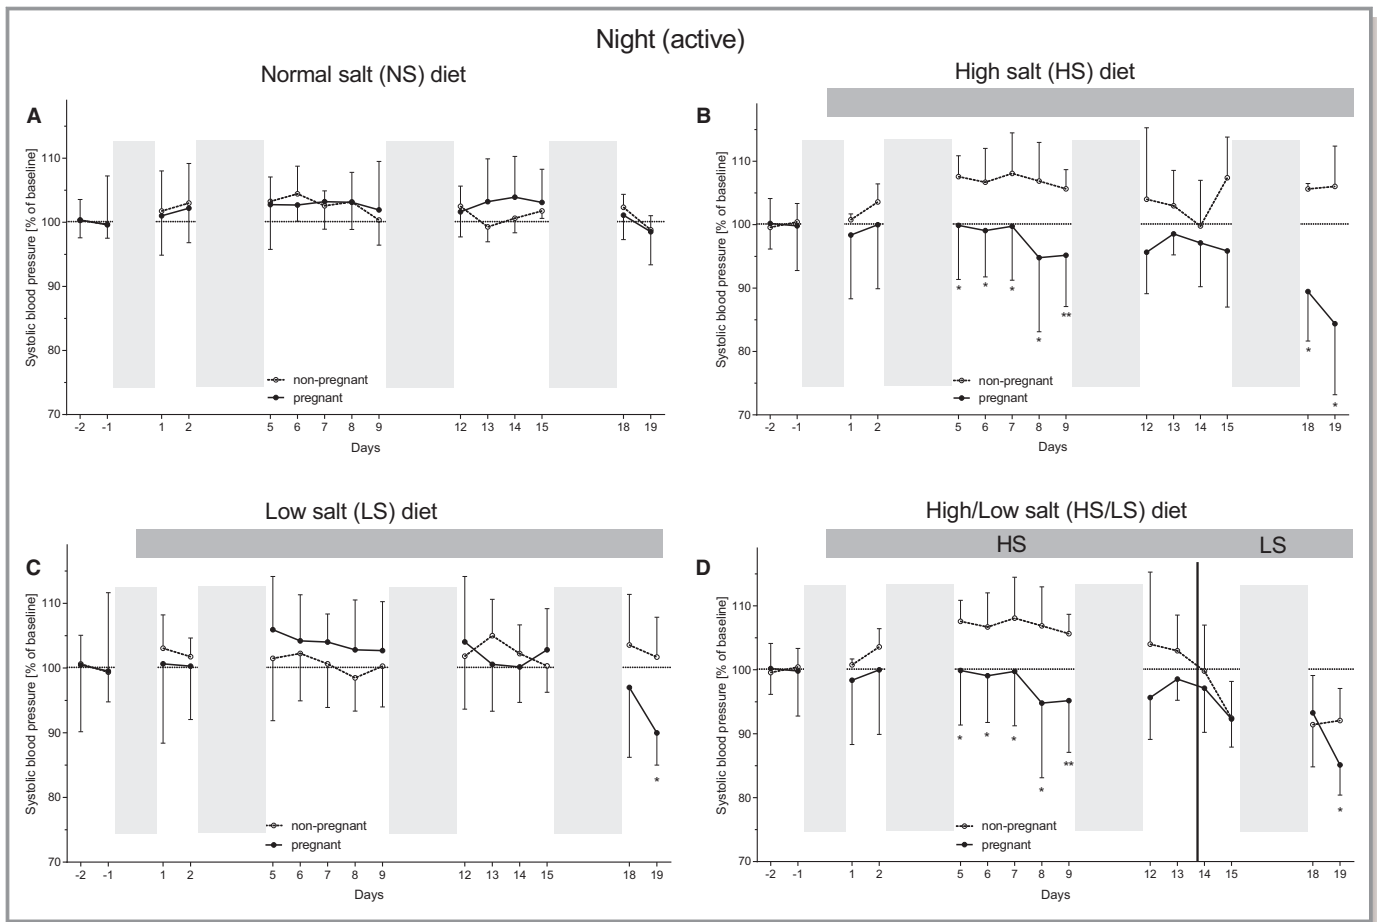 Night (active)
Normal salt (NS) diet
A
Systolic blood pressure [% of baseline]
110
100
90
80
70
non-pregnant
pregnant
-2 -1 1 2 5 6 7 8 9 12 13 14 15 18 19
Days
High salt (HS) diet
B
Systolic blood pressure [% of baseline]
110
100
90
80
70
* * * * ** * *
non-pregnant
pregnant
-2 -1 1 2 5 6 7 8 9 12 13 14 15 18 19
Days
Low salt (LS) diet
C
Systolic blood pressure [% of baseline]
110
100
90
80
70
*
non-pregnant
pregnant
-2 -1 1 2 5 6 7 8 9 12 13 14 15 18 19
Days
High/Low salt (HS/LS) diet
HS LS
D
Systolic blood pressure [% of baseline]
110
100
90
80
70
* * * * ** *
non-pregnant
pregnant
-2 -1 1 2 5 6 7 8 9 12 13 14 15 18 19
Days